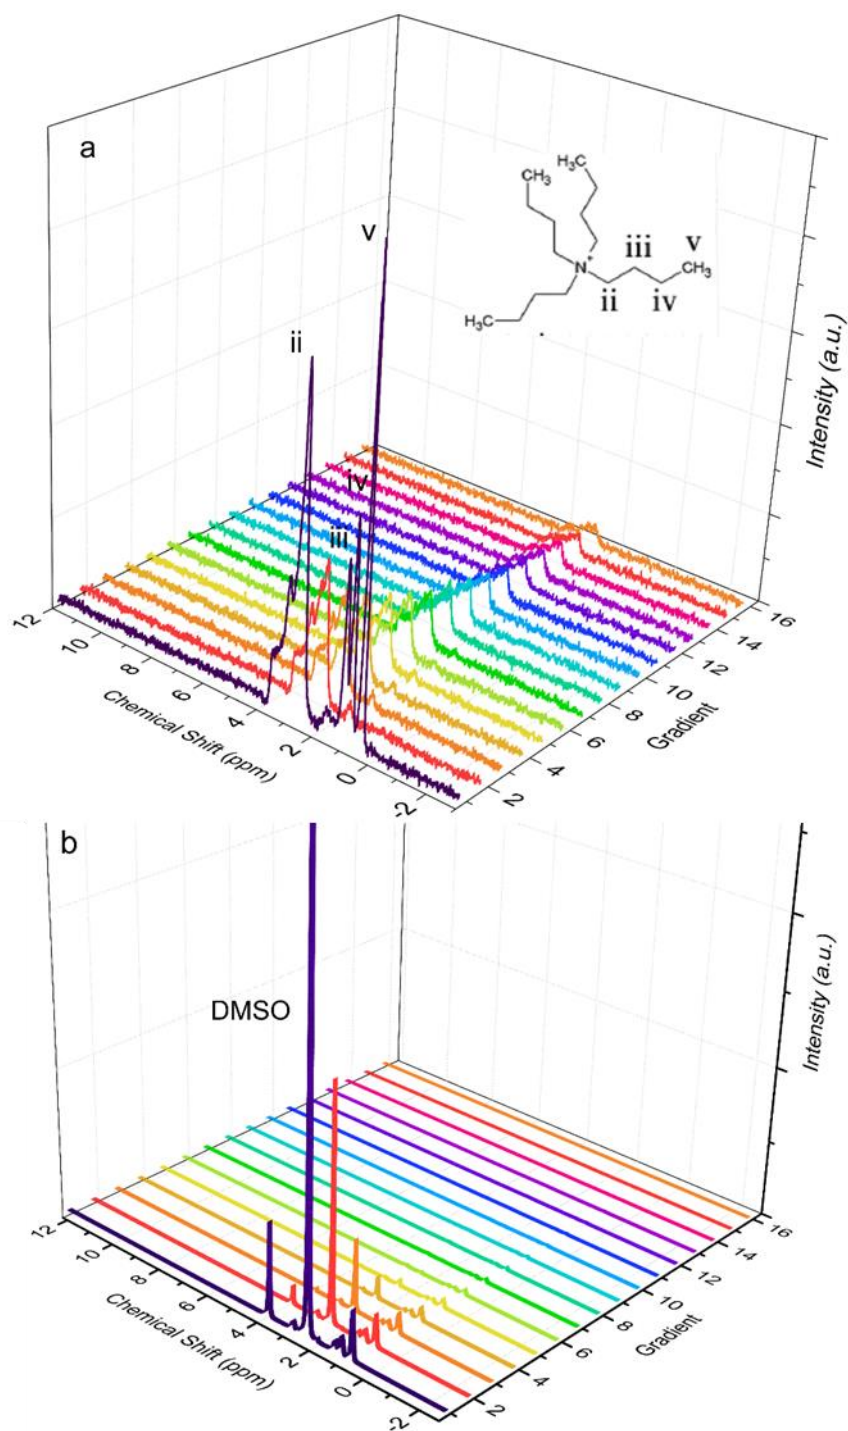 a
H₃C
CH₃
v
iii
v
N⁺
CH₃
ii
iv
H₃C
ii
iv
iii
Intensity (a.u.)
12
10
8
6
4
2
0
-2
Chemical Shift (ppm)
2
4
6
8
10
12
14
16
Gradient
b
DMSO
Intensity (a.u.)
12
10
8
6
4
2
0
-2
Chemical Shift (ppm)
2
4
6
8
10
12
14
16
Gradient